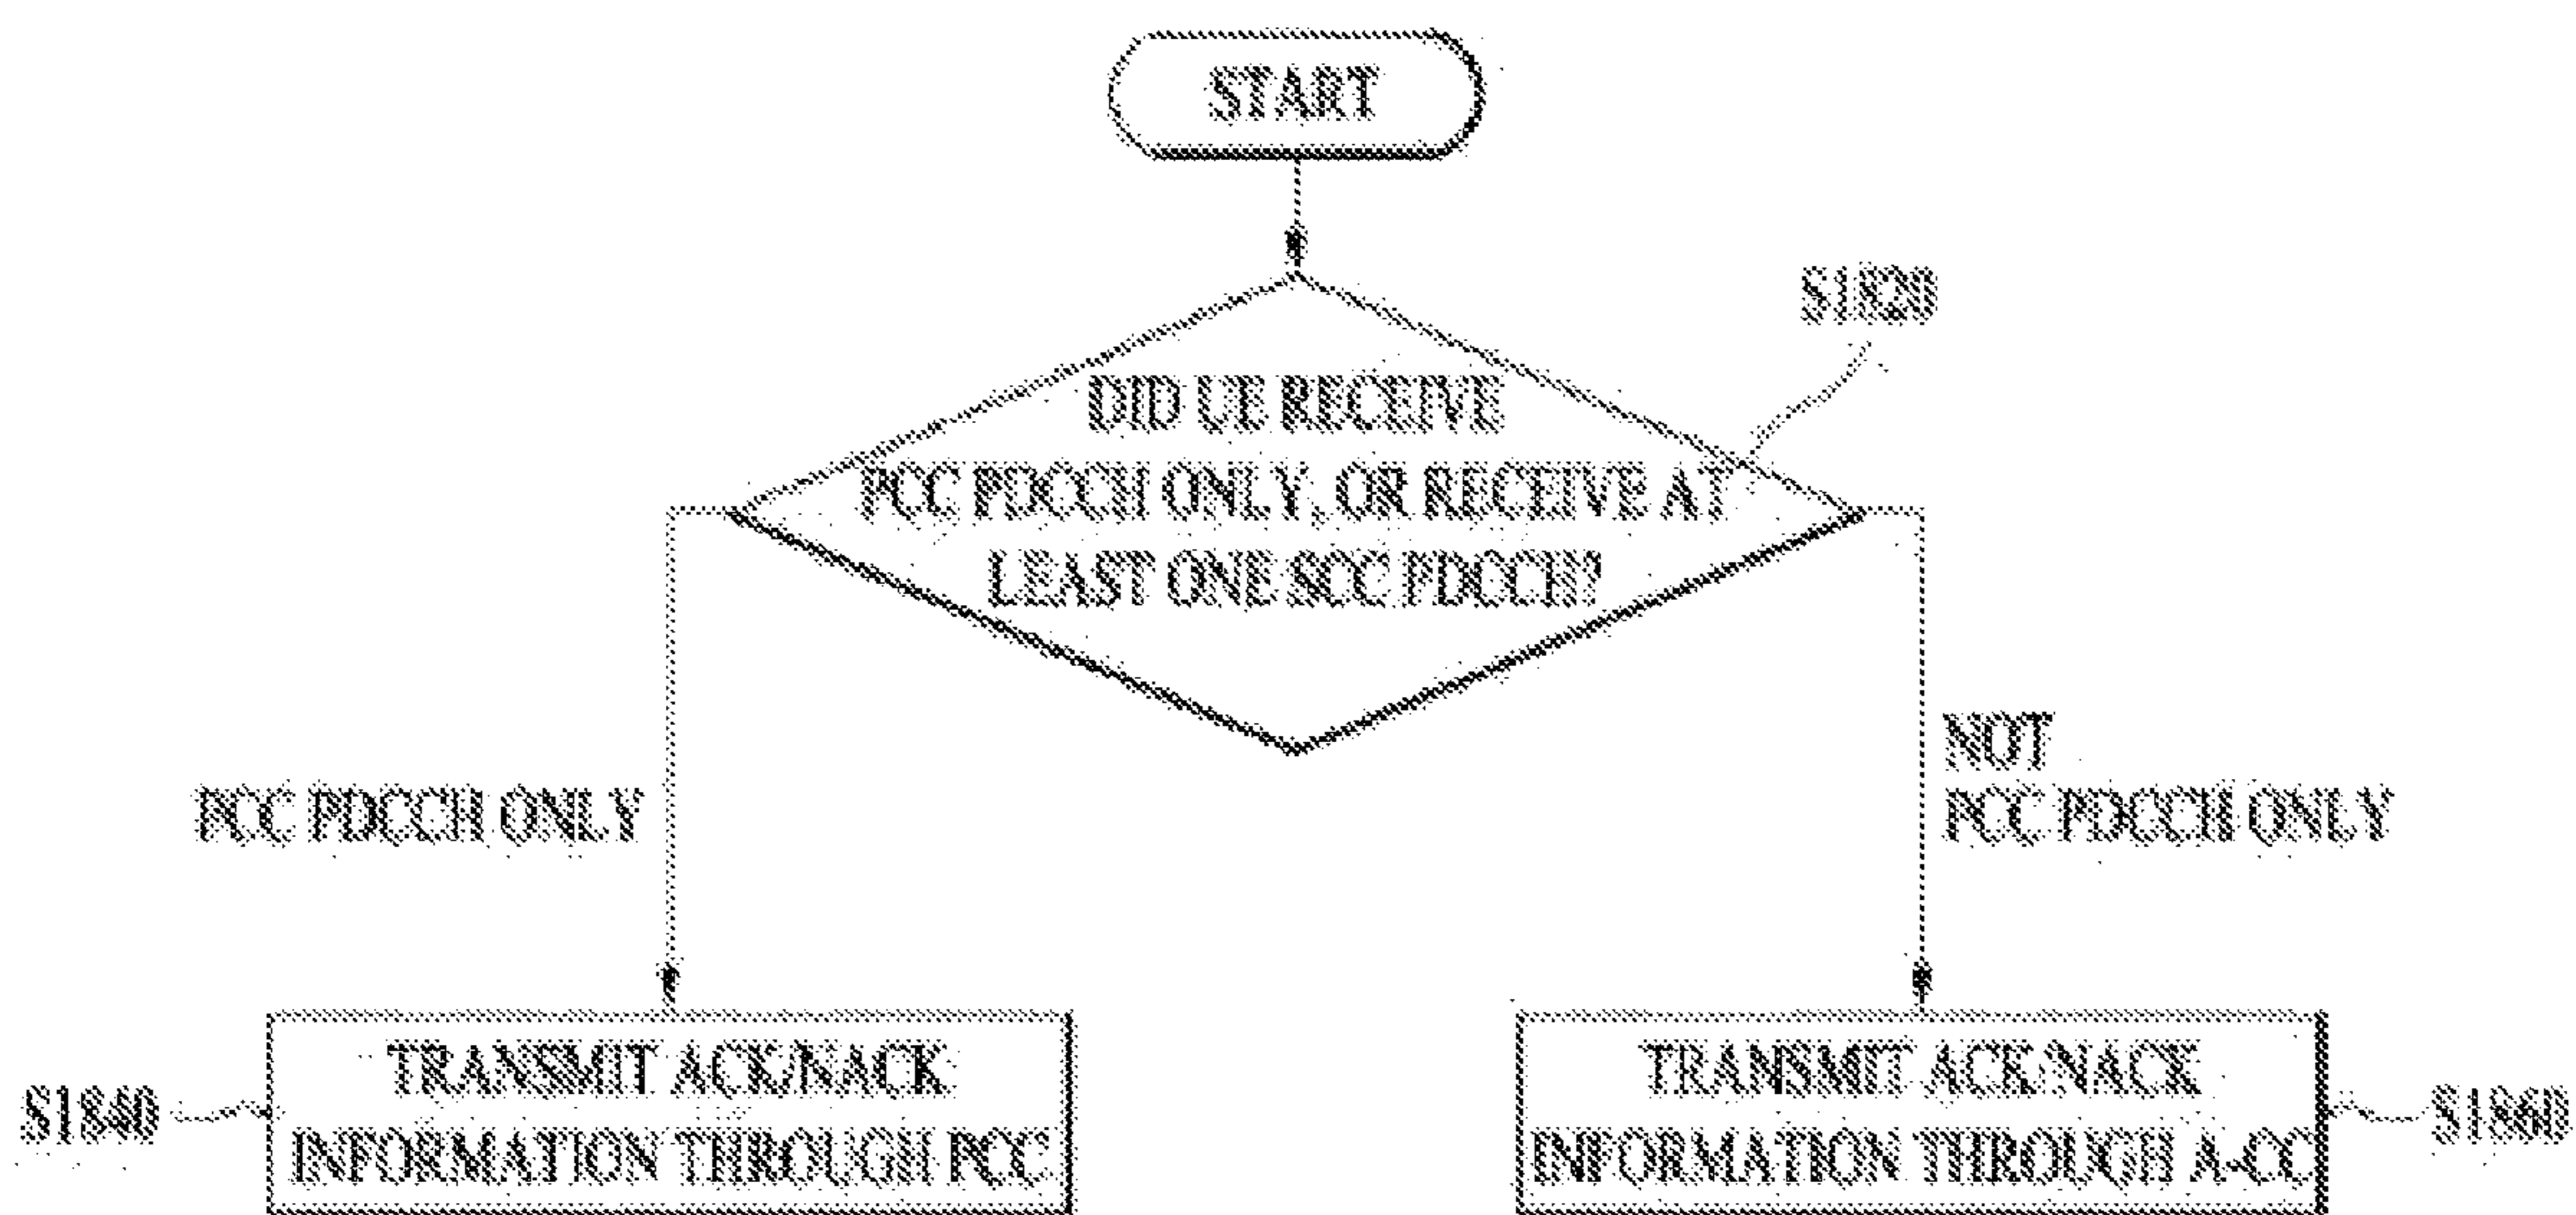 START
S1820
DID UE RECEIVE
PCC PDCCH ONLY, OR RECEIVE AT
LEAST ONE SCC PDCCH?
PCC PDCCH ONLY
NOT
PCC PDCCH ONLY
S1840
TRANSMIT ACK/NACK
INFORMATION THROUGH PCC
TRANSMIT ACK/NACK
INFORMATION THROUGH A-CC
S1860